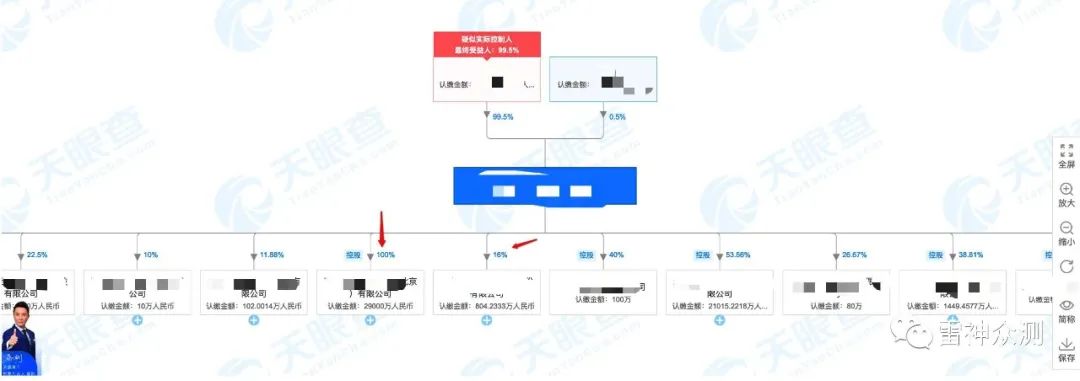 疑似实际控制人
最终受益人：99.5%
认缴金额：
人...
认缴金额：
99.5%
0.5%
22.5%
10%
11.88%
控股 100%
16%
控股 40%
控股 53.56%
26.67%
控股 38.81%
有限公司
万人民币
公司
认缴金额：10万人民币
限公司
认缴金额：102.0014万人民币
北京
）有限公司
认缴金额：29000万人民币
有限公司
认缴金额：804.2333万人民币
认缴金额：100万
限公司
认缴金额：21015.2218万人...
认缴金额：80万
限公司
认缴金额：1449.4577万人...
全屏
放大
缩小
简称
保存
天眼查
TianYanCha.com
雷神众测